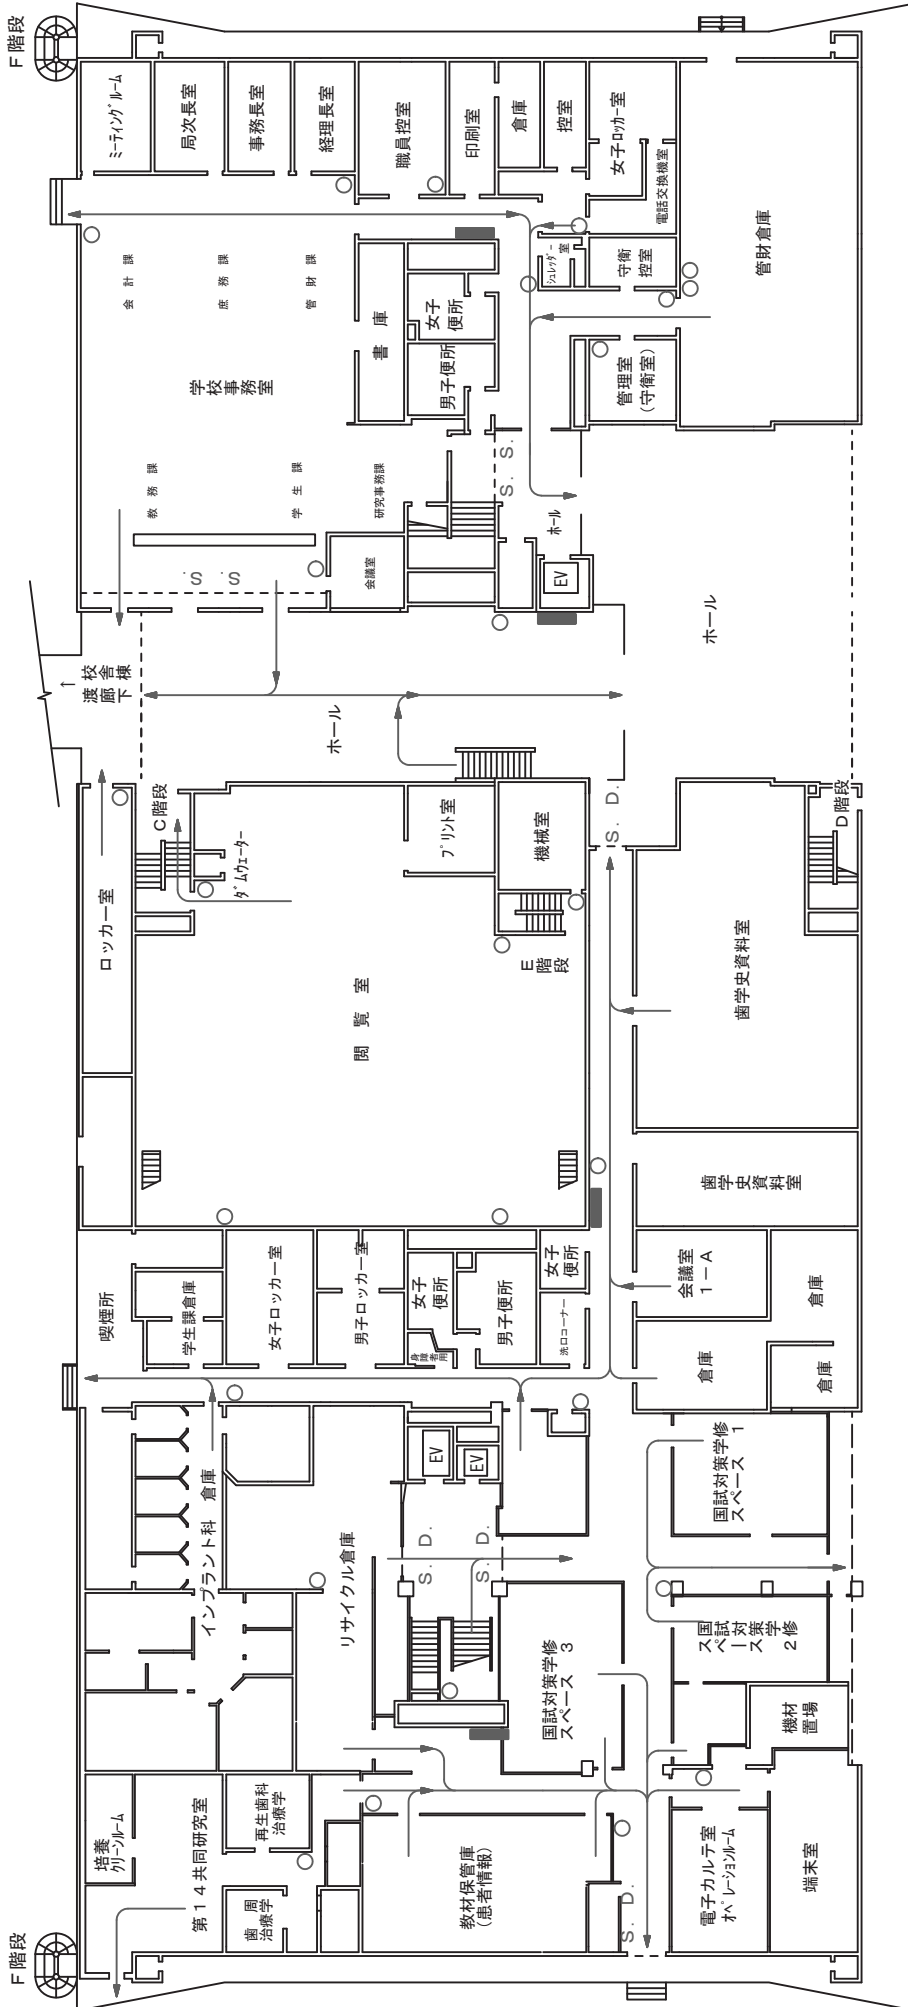 F階段
ミーティングルーム
局次長室
事務長室
経理長室
職員控室
印刷室
倉庫
控室
女子ロッカー室
電話交換機室
管財倉庫
会計課
庶務課
管財課
学校
事務室
書庫
女子
便所
男子便所
シュレッダー
室
守衛
控室
管理室
(守衛室)
教務課
学生課
研究事務課
S. S.
S. S.
会議室
ホール
EV
ホール
↑
校舎棟
渡廊下
ホール
C階段
ダムウェーター
プリント室
機械室
S. D.
D階段
ロッカー室
閲覧室
E
階段
歯学史資料室
歯学史資料室
喫煙所
学生課倉庫
女子ロッカー室
男子ロッカー室
女子
便所
身障者用
男子便所
女子
便所
洗口コーナー
会議室
1-A
倉庫
倉庫
倉庫
インプラント科 倉庫
リサイクル倉庫
EV
EV
S. D.
S. D.
国試対策学修
スペース 1
国試対策学修
スペース 2
国試対策学修
スペース 3
機材
置場
培養
クリーンルーム
第14共同研究室
再生歯科
治療学
歯周
治療学
教材保管庫
(患者情報)
S. D.
電子カルテ室
オペレーションルーム
端末室
F階段